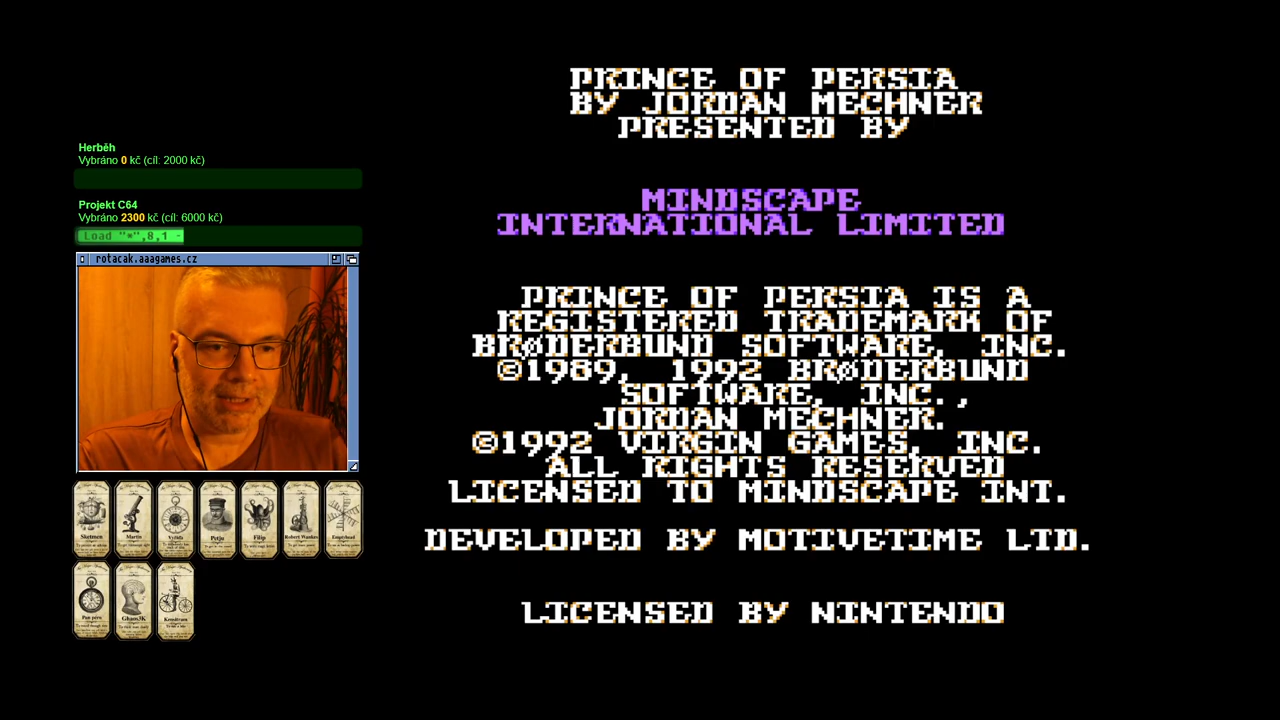 Herběh
Vybráno 0 kč (cíl: 2000 kč)
Projekt C64
Vybráno 2300 kč (cíl: 6000 kč)
Load "*",8,1 -
rotacak.aaagames.cz
Martin
Petju
Filip
PRINCE OF PERSIA
BY JORDAN MECHNER
PRESENTED BY
MINDSCAPE
INTERNATIONAL LIMITED
PRINCE OF PERSIA IS A
REGISTERED TRADEMARK OF
BRØDERBUND SOFTWARE, INC.
©1989, 1992 BRØDERBUND
SOFTWARE, INC.,
JORDAN MECHNER.
©1992 VIRGIN GAMES, INC.
ALL RIGHTS RESERVED
LICENSED TO MINDSCAPE INT.
DEVELOPED BY MOTIVETIME LTD.
LICENSED BY NINTENDO